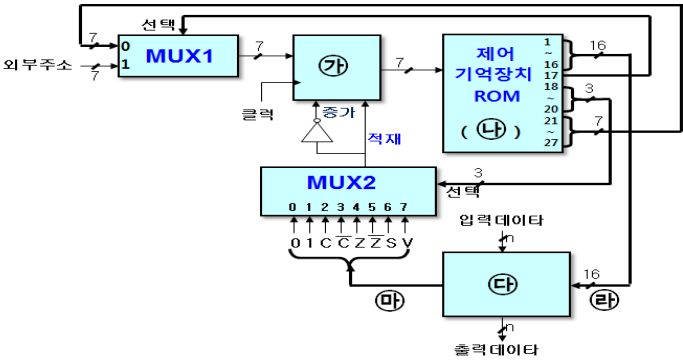 선택
7
0
MUX1
7
외부주소
7
1
㉮
7
클럭
증가
적재
제어
기억장치
ROM
( ㉯ )
1
~
16
17
18
~
20
21
~
27
16
3
7
MUX2
0 1 2 3 4 5 6 7
0 1 C C̅ Z Z̅ S V
3
선택
입력데이타
n
㉰
16
㉱
㉲
n
출력데이타